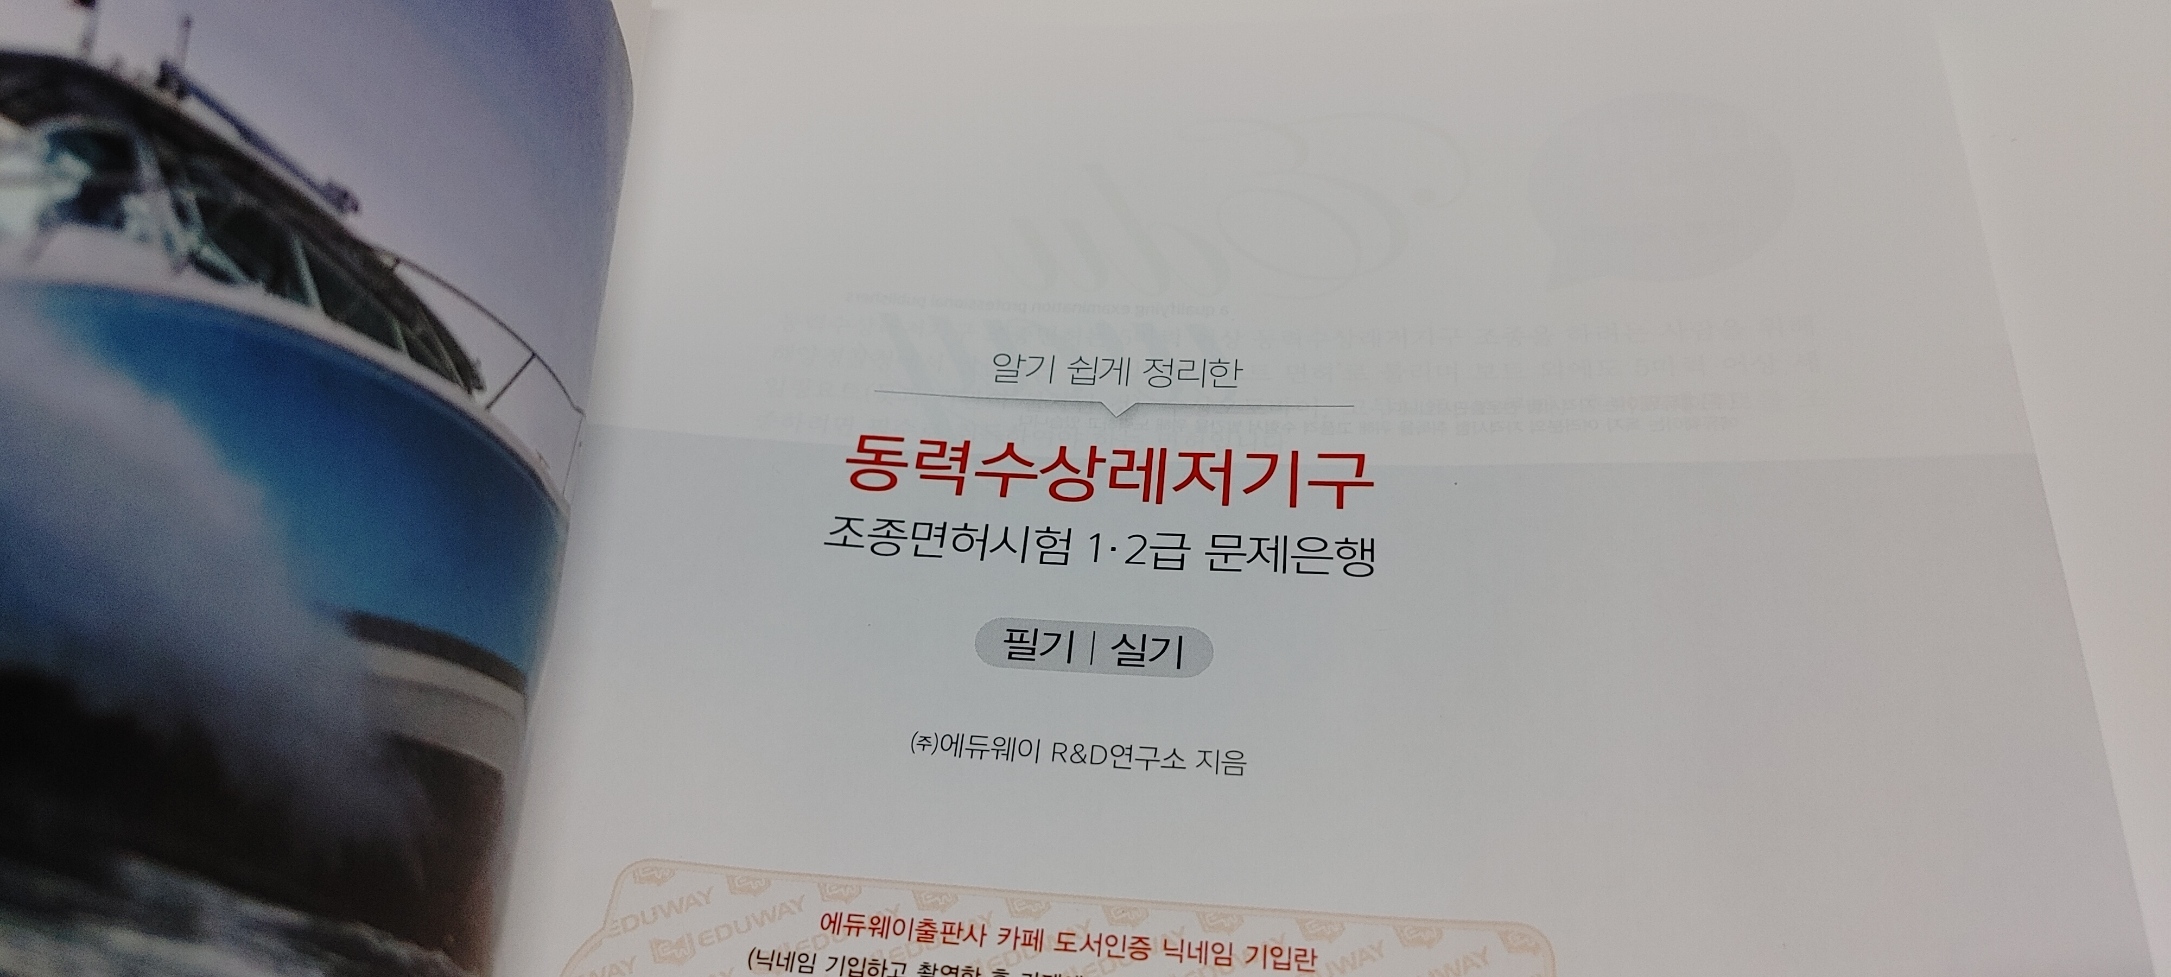 알기 쉽게 정리한
동력수상레저기구
조종면허시험 1·2급 문제은행
필기 | 실기
㈜에듀웨이 R&D연구소 지음
EDUWAY EDUWAY
에듀웨이출판사 카페 도서인증 닉네임 기입란
(닉네임 기입하고 촬영한 후